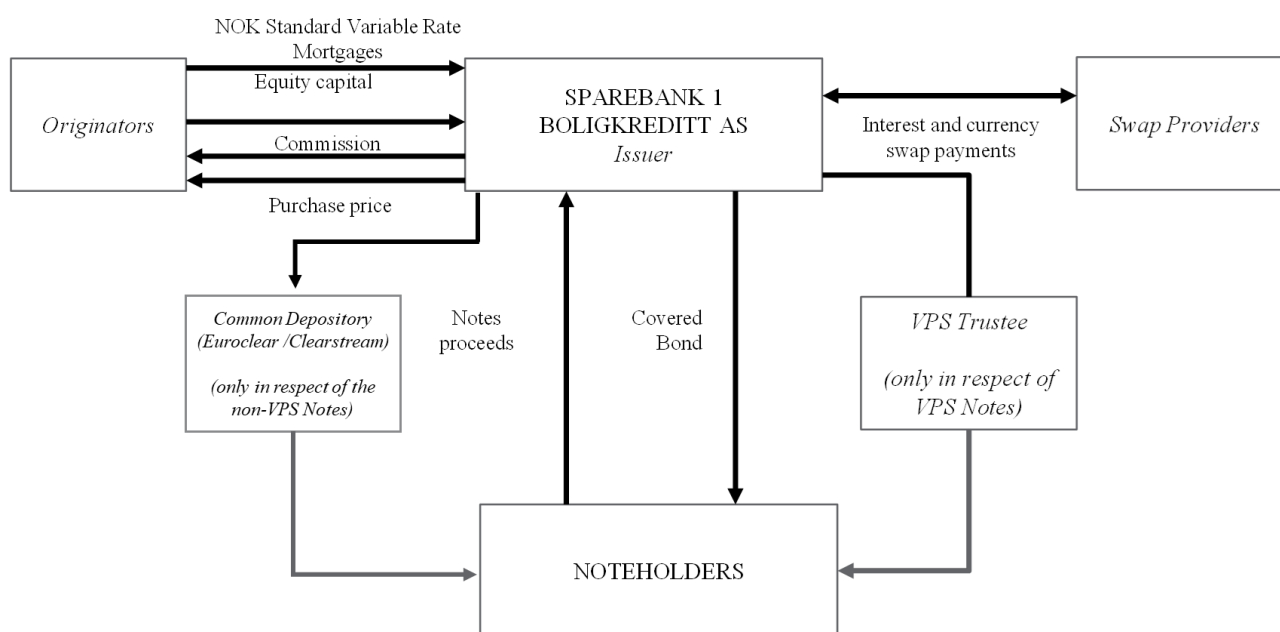 NOK Standard Variable Rate
Mortgages
Equity capital
Originators
Commission
Purchase price
SPAREBANK 1
BOLIGKREDITT AS
Issuer
Interest and currency
swap payments
Swap Providers
Common Depository
(Euroclear /Clearstream)
(only in respect of the
non-VPS Notes)
Notes
proceeds
Covered
Bond
VPS Trustee
(only in respect of
VPS Notes)
NOTEHOLDERS